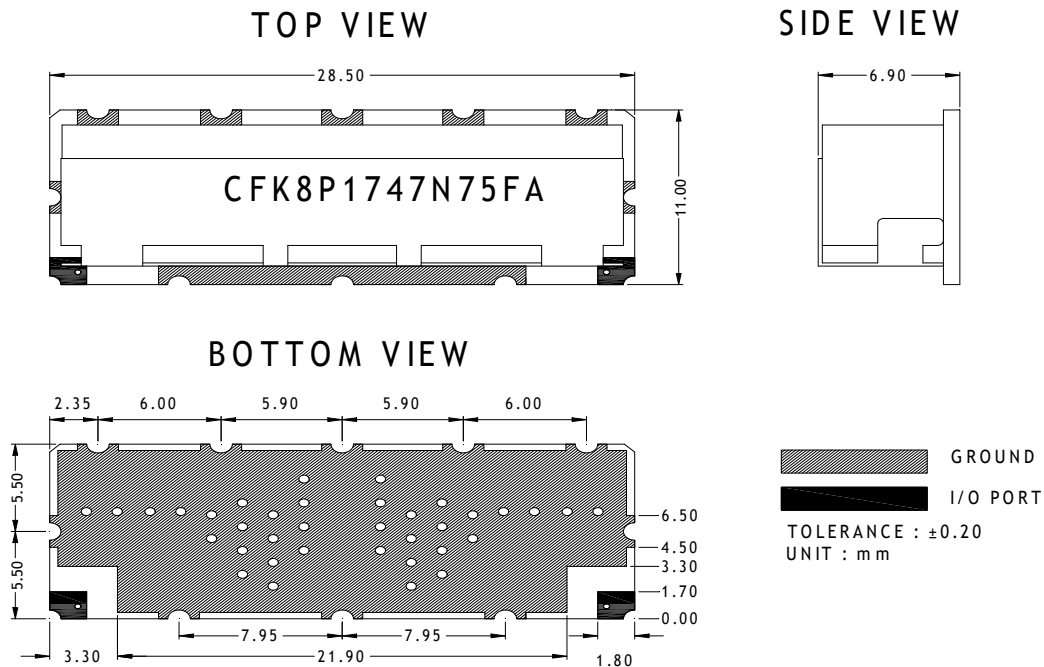 TOP VIEW
SIDE VIEW
28.50
6.90
CFK8P1747N75FA
11.00
BOTTOM VIEW
2.35 6.00 5.90 5.90 6.00
5.50
5.50
GROUND
I/O PORT
TOLERANCE : ±0.20
UNIT : mm
6.50
4.50
3.30
1.70
0.00
7.95 7.95
3.30 21.90 1.80